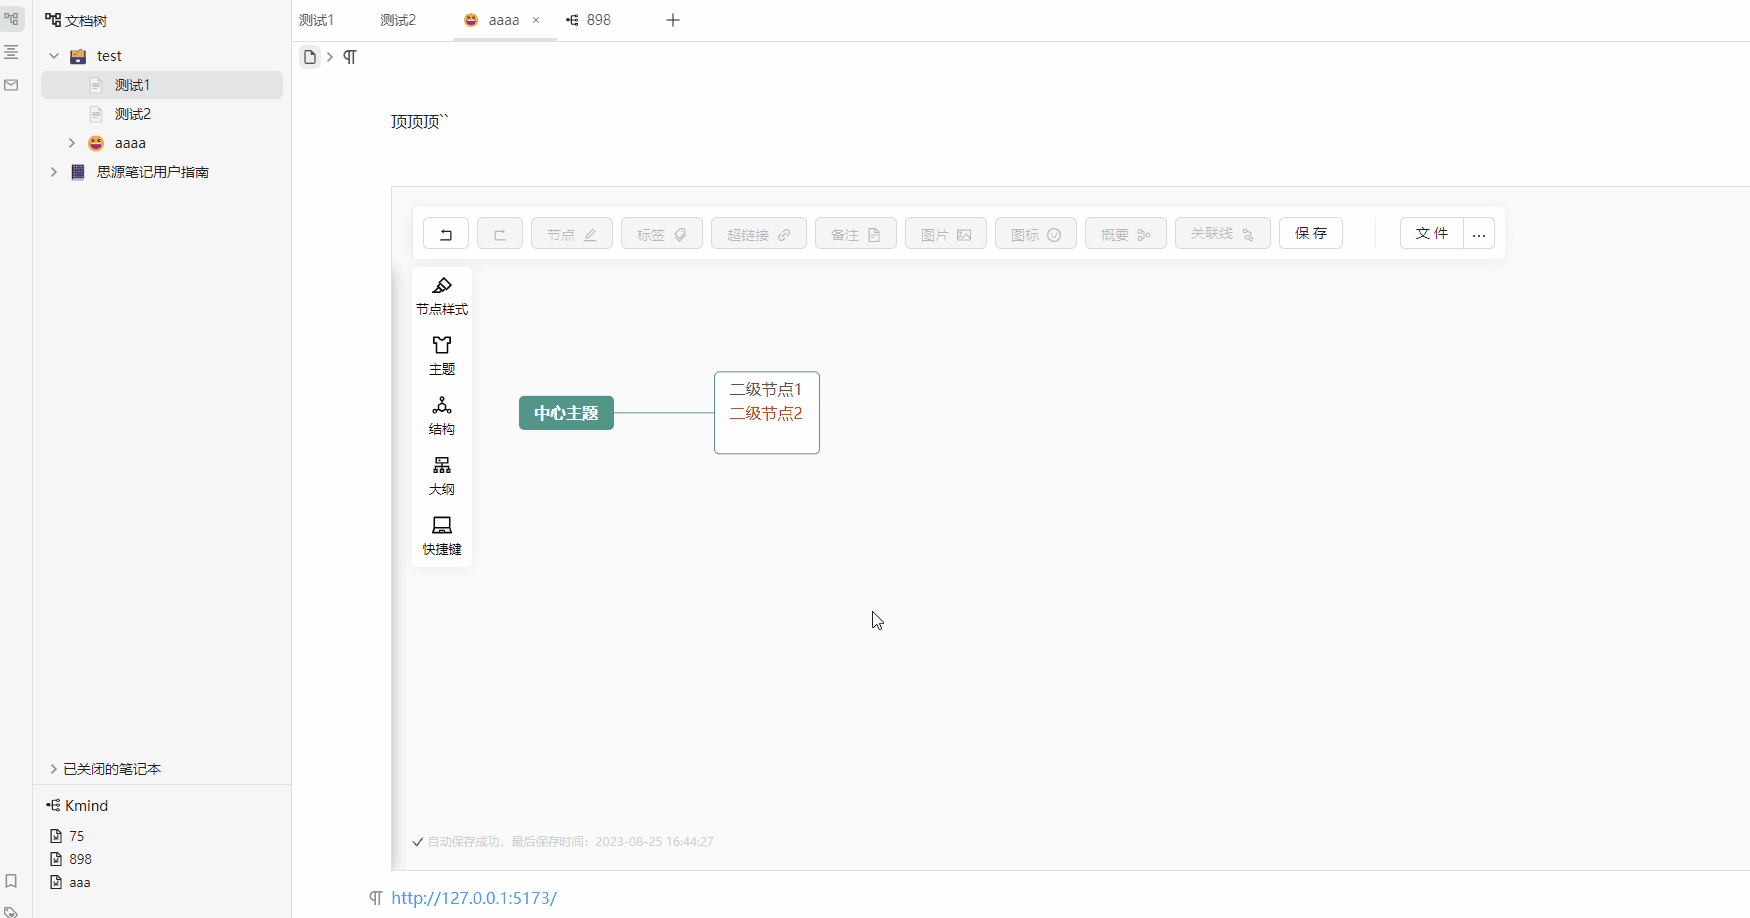 文档树
test
测试1
测试2
aaaa
思源笔记用户指南
已关闭的笔记本
Kmind
75
898
aaa
测试1
测试2
aaaa
898
顶顶顶``
节点
标签
超链接
备注
图片
图标
概要
关联线
保存
文件
...
节点样式
主题
结构
大纲
快捷键
中心主题
二级节点1
二级节点2
自动保存成功，最后保存时间：2023-08-25 16:44:27
http://127.0.0.1:5173/